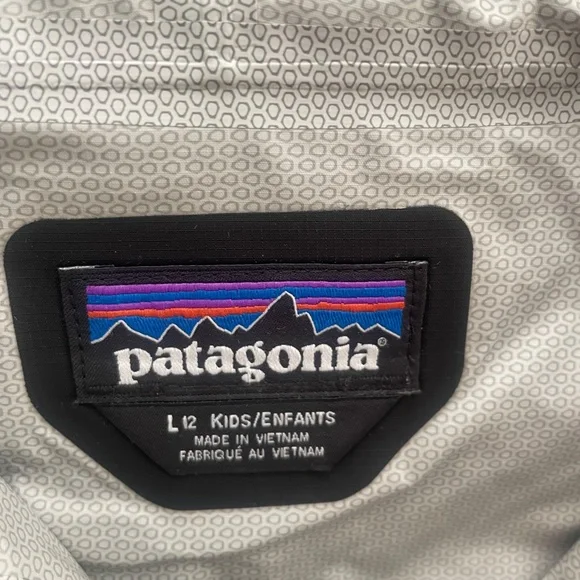 patagonia®
L 12 KIDS/ENFANTS
MADE IN VIETNAM
FABRIQUÉ AU VIETNAM